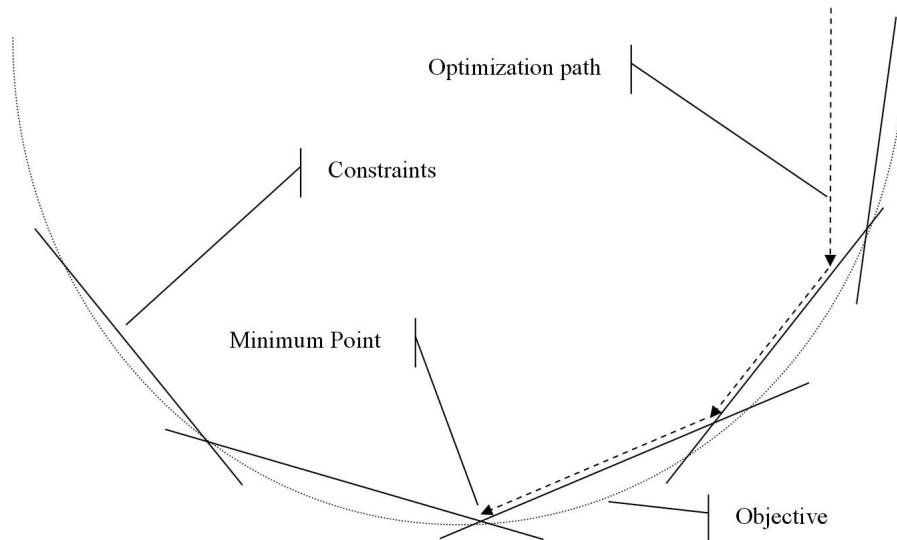 Optimization path
Constraints
Minimum Point
Objective